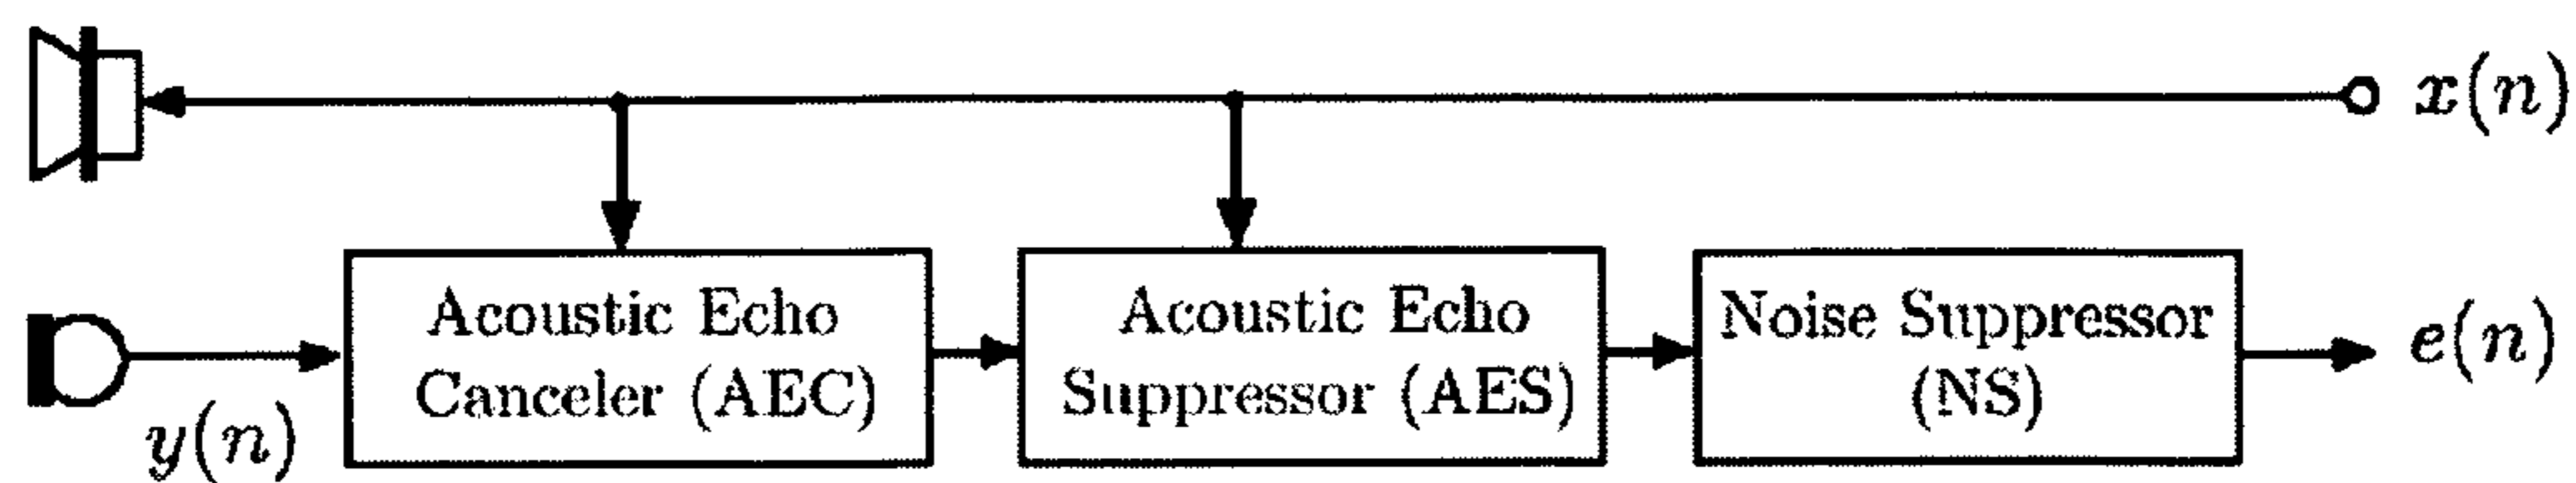 x(n)
Acoustic Echo
Canceler (AEC)
Acoustic Echo
Suppressor (AES)
Noise Suppressor
(NS)
e(n)
y(n)